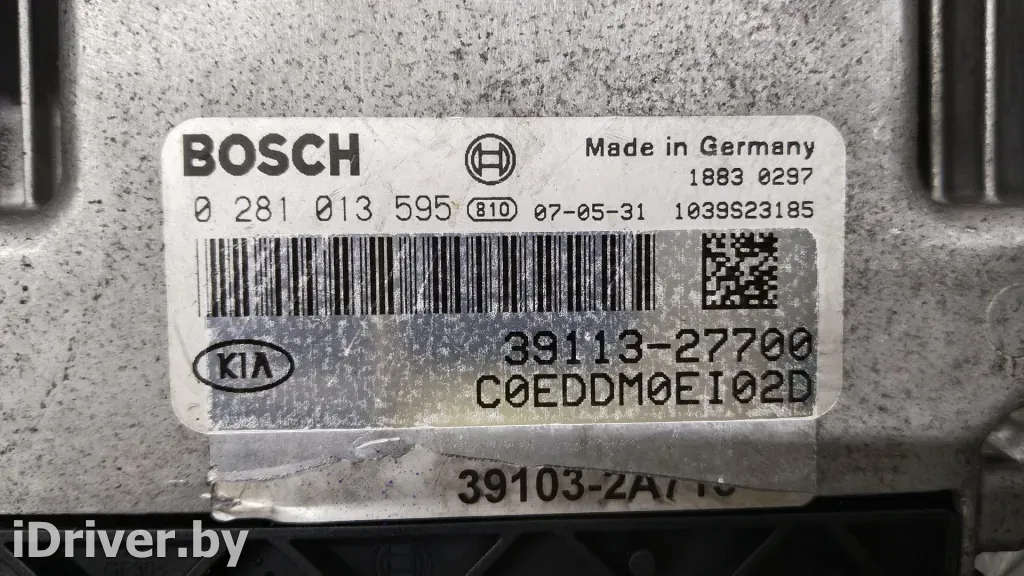 BOSCH
Made in Germany
1883 0297
0 281 013 595 810 07-05-31 1039S23185
39113-27700
KIA
C0EDDM0EI02D
iDriver.by